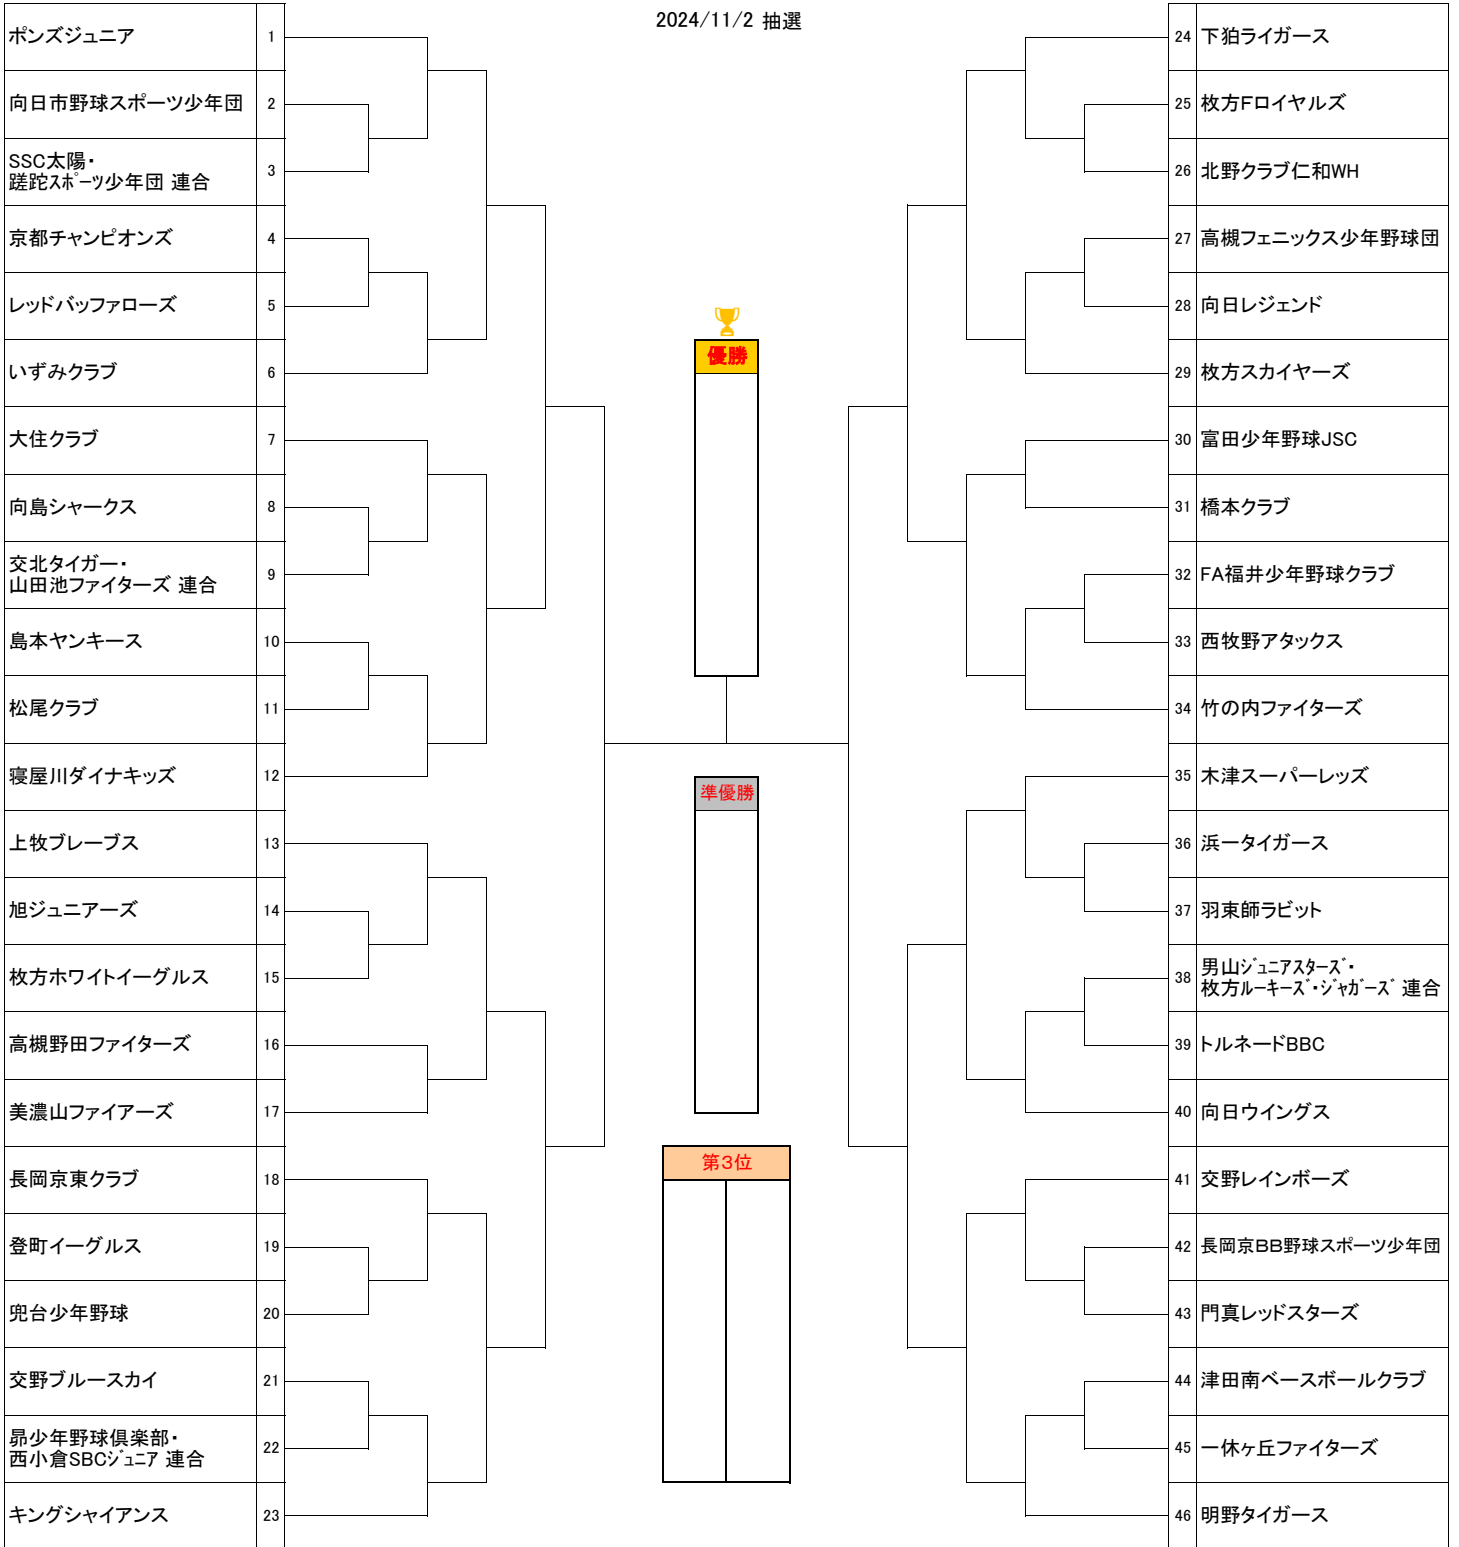 2024/11/2 抽選
ポンズジュニア 1
向日市野球スポーツ少年団 2
SSC太陽・
蹉跎ｽﾎﾟｰﾂ少年団 連合 3
京都チャンピオンズ 4
レッドバッファローズ 5
いずみクラブ 6
大住クラブ 7
向島シャークス 8
交北タイガー・
山田池ファイターズ 連合 9
島本ヤンキース 10
松尾クラブ 11
寝屋川ダイナキッズ 12
上牧ブレーブス 13
旭ジュニアーズ 14
枚方ホワイトイーグルス 15
高槻野田ファイターズ 16
美濃山ファイアーズ 17
長岡京東クラブ 18
登町イーグルス 19
兜台少年野球 20
交野ブルースカイ 21
昴少年野球倶楽部・
西小倉SBCｼﾞｭﾆｱ 連合 22
キングシャイアンス 23
優勝
準優勝
第3位
24 下狛ライガース
25 枚方Fロイヤルズ
26 北野クラブ仁和WH
27 高槻フェニックス少年野球団
28 向日レジェンド
29 枚方スカイヤーズ
30 富田少年野球JSC
31 橋本クラブ
32 FA福井少年野球クラブ
33 西牧野アタックス
34 竹の内ファイターズ
35 木津スーパーレッズ
36 浜一タイガース
37 羽束師ラビット
38 男山ｼﾞｭﾆｱｽﾀｰｽﾞ・
枚方ﾙｰｷｰｽﾞ・ｼﾞｬｶﾞｰｽﾞ 連合
39 トルネードBBC
40 向日ウイングス
41 交野レインボーズ
42 長岡京BB野球スポーツ少年団
43 門真レッドスターズ
44 津田南ベースボールクラブ
45 一休ヶ丘ファイターズ
46 明野タイガース